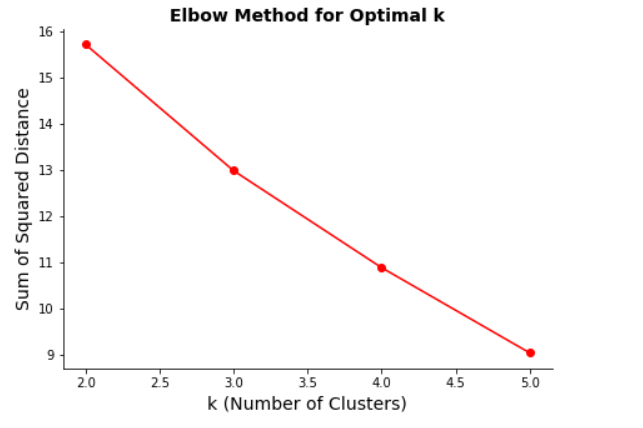 Elbow Method for Optimal k
16
15
14
13
12
11
10
9
Sum of Squared Distance
2.0 2.5 3.0 3.5 4.0 4.5 5.0
k (Number of Clusters)